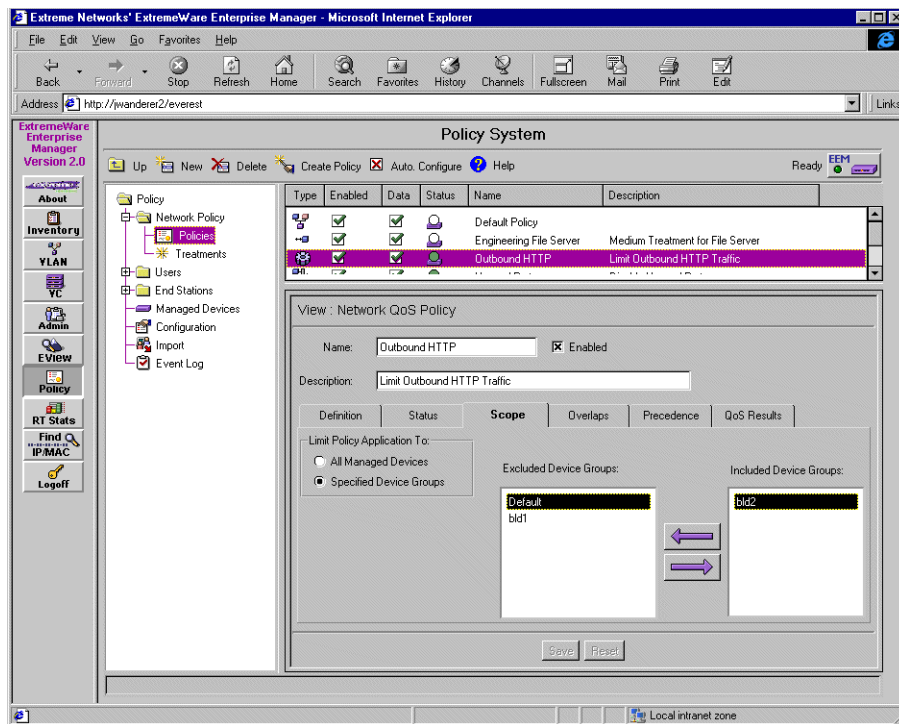 Extreme Networks' ExtremeWare Enterprise Manager - Microsoft Internet Explorer
File Edit View Go Favorites Help
Back Forward Stop Refresh Home Search Favorites History Channels Fullscreen Mail Print Edit
Address http://jwanderer2/everest Links
ExtremeWare
Enterprise
Manager
Version 2.0
Policy System
Up New Delete Create Policy Auto. Configure Help Ready EEM
About
Inventory
VLAN
VC
Admin
EView
Policy
RT Stats
Find
IP/MAC
Logoff
Policy
Network Policy
Policies
Treatments
Users
End Stations
Managed Devices
Configuration
Import
Event Log
Type Enabled Data Status Name Description
Default Policy
Engineering File Server Medium Treatment for File Server
Outbound HTTP Limit Outbound HTTP Traffic
View : Network QoS Policy
Name: Outbound HTTP Enabled
Description: Limit Outbound HTTP Traffic
Definition Status Scope Overlaps Precedence QoS Results
Limit Policy Application To:
All Managed Devices
Specified Device Groups
Excluded Device Groups:
Default
bld1
Included Device Groups:
bld2
Save Reset
Local intranet zone